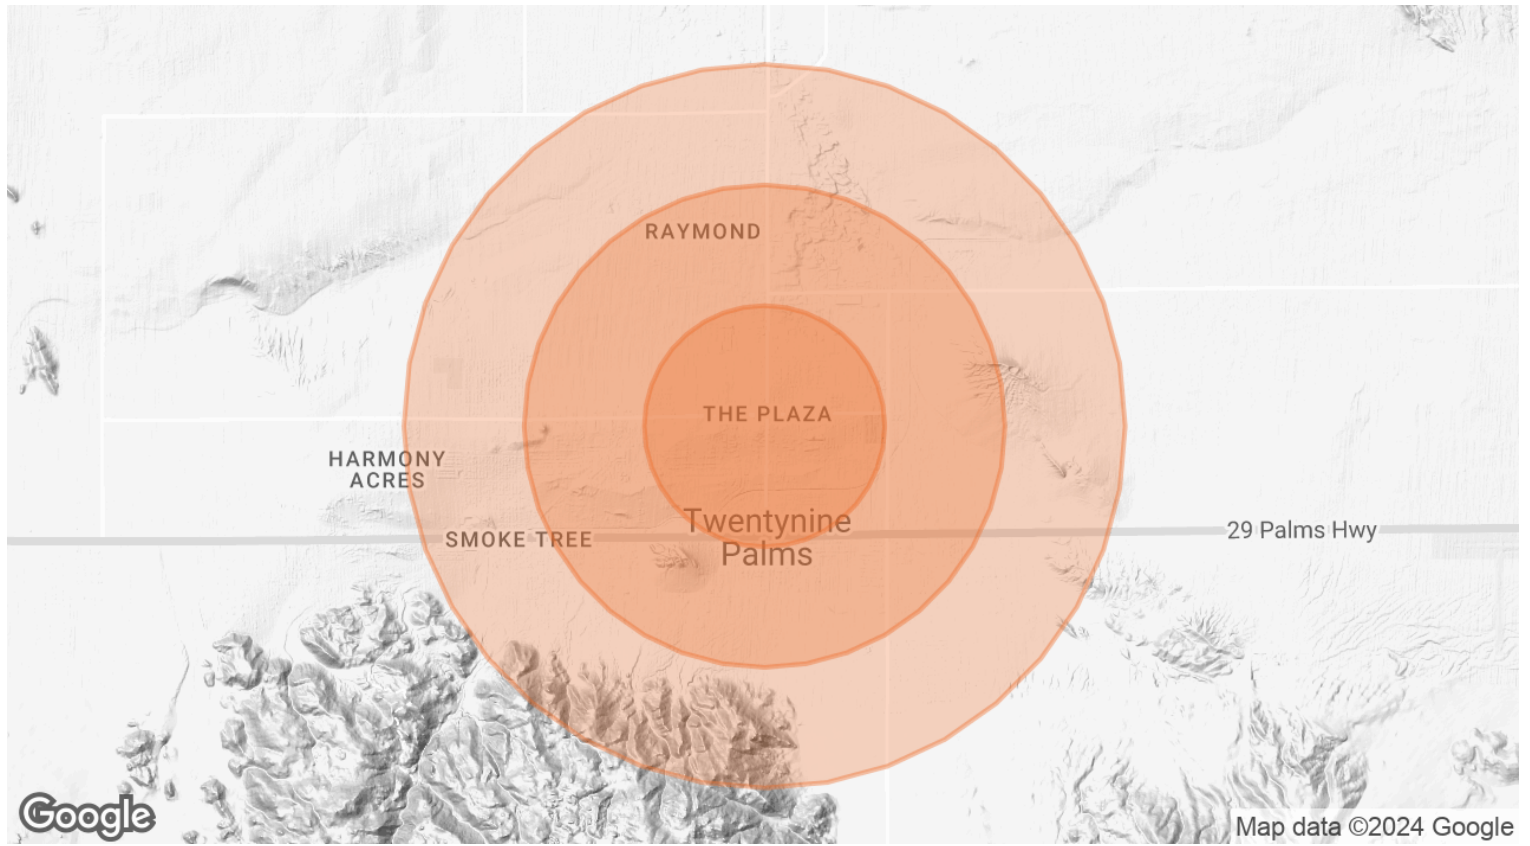 RAYMOND
THE PLAZA
HARMONY
ACRES
SMOKE TREE
Twentynine
Palms
29 Palms Hwy
Google
Map data ©2024 Google